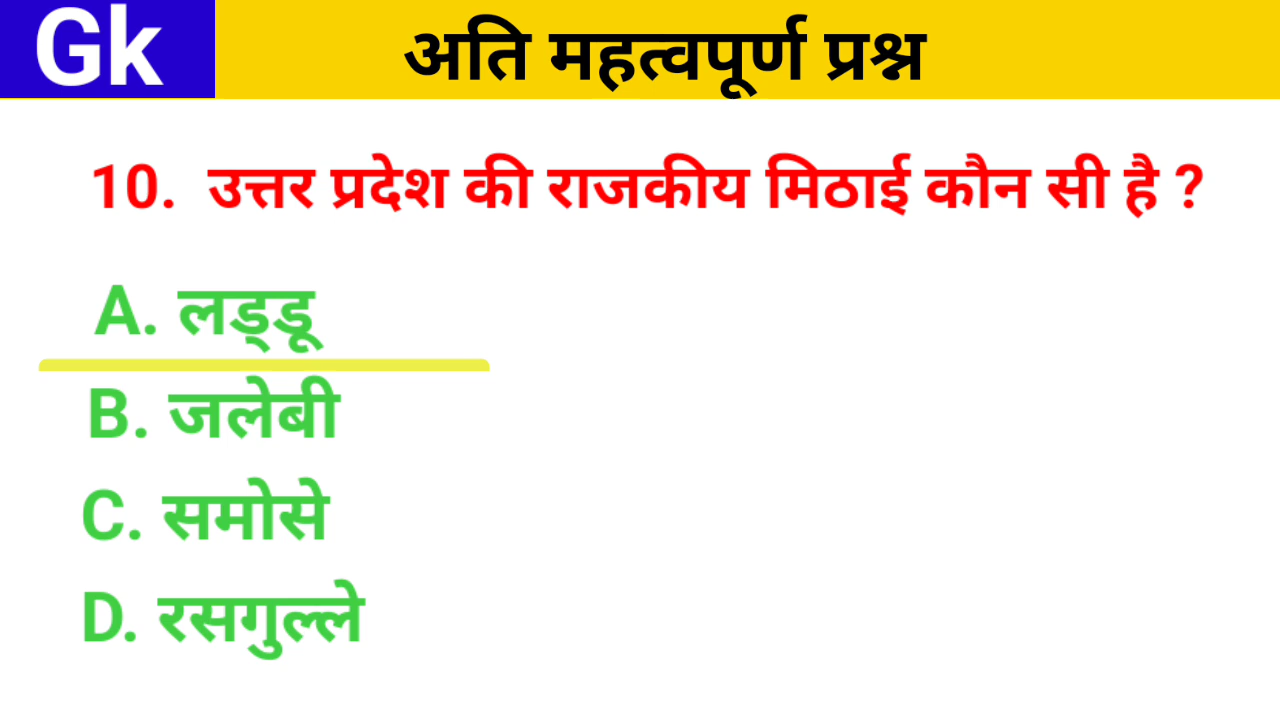 Gk
अति महत्वपूर्ण प्रश्न
10. उत्तर प्रदेश की राजकीय मिठाई कौन सी है ?
A. लड्डू
B. जलेबी
C. समोसे
D. रसगुल्ले